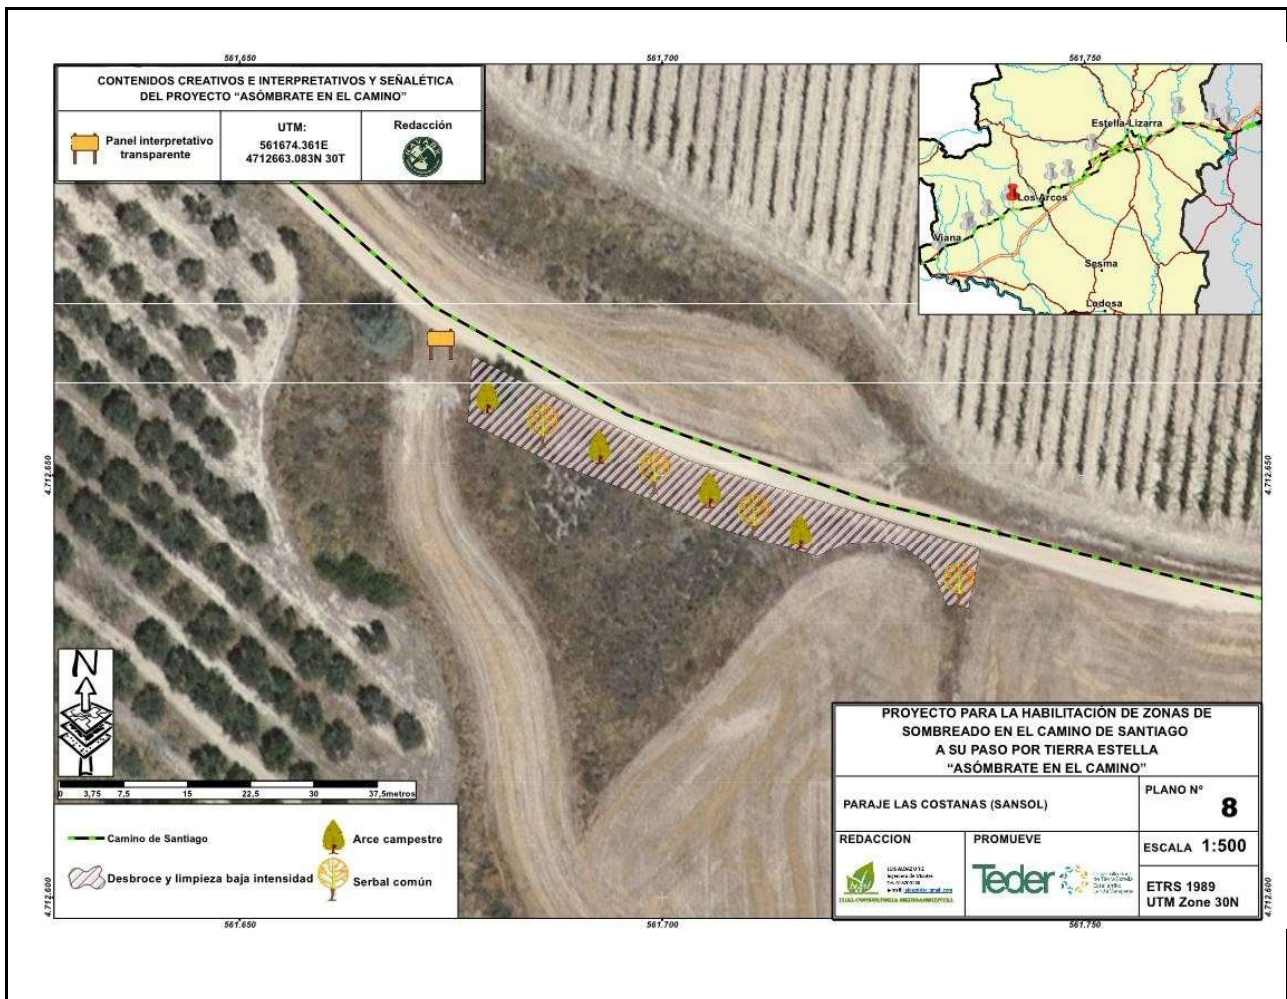 561.650
561.700
561.750
CONTENIDOS CREATIVOS E INTERPRETATIVOS Y SEÑALÉTICA
DEL PROYECTO “ASÓMBRATE EN EL CAMINO”
Panel interpretativo
transparente
UTM:
561674.361E
4712663.083N 30T
Redacción
Estella-Lizarra
Los Arcos
Viana
Sesma
Lodosa
4.712.650
4.712.650
N
0 3,75 7,5 15 22,5 30 37,5metros
Camino de Santiago
Arce campestre
Desbroce y limpieza baja intensidad
Serbal común
PROYECTO PARA LA HABILITACIÓN DE ZONAS DE
SOMBREADO EN EL CAMINO DE SANTIAGO
A SU PASO POR TIERRA ESTELLA
“ASÓMBRATE EN EL CAMINO”
PARAJE LAS COSTANAS (SANSOL)
PLANO Nº
8
REDACCION
PROMUEVE
Teder
ESCALA 1:500
ETRS 1989
UTM Zone 30N
4.712.600
4.712.600
561.650
561.700
561.750